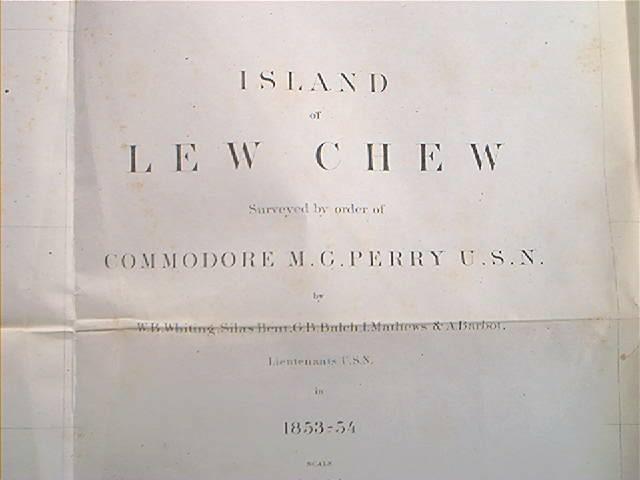 ISLAND
of
LEW CHEW
Surveyed by order of
COMMODORE M.G. PERRY U.S.N.
by
W.B. Whiting, Silas Bent, G.B. Balch, I. Mathews & A. Barbot.
Lieutenants U.S.N.
in
1853-54
SCALE